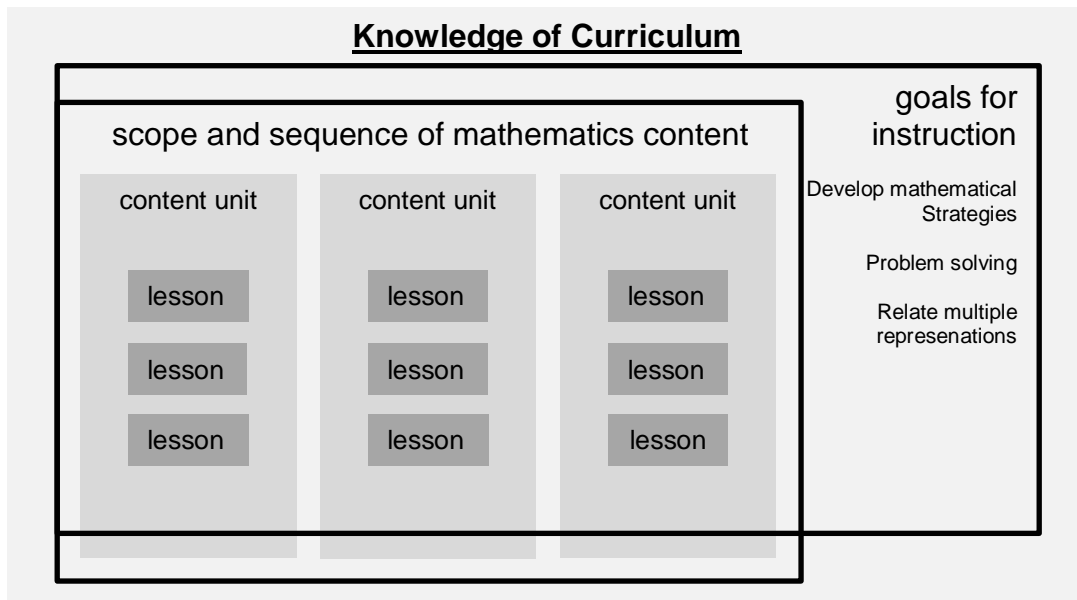 Knowledge of Curriculum
goals for
instruction
scope and sequence of mathematics content
content unit
content unit
content unit
Develop mathematical
Strategies
Problem solving
Relate multiple
represenations
lesson
lesson
lesson
lesson
lesson
lesson
lesson
lesson
lesson